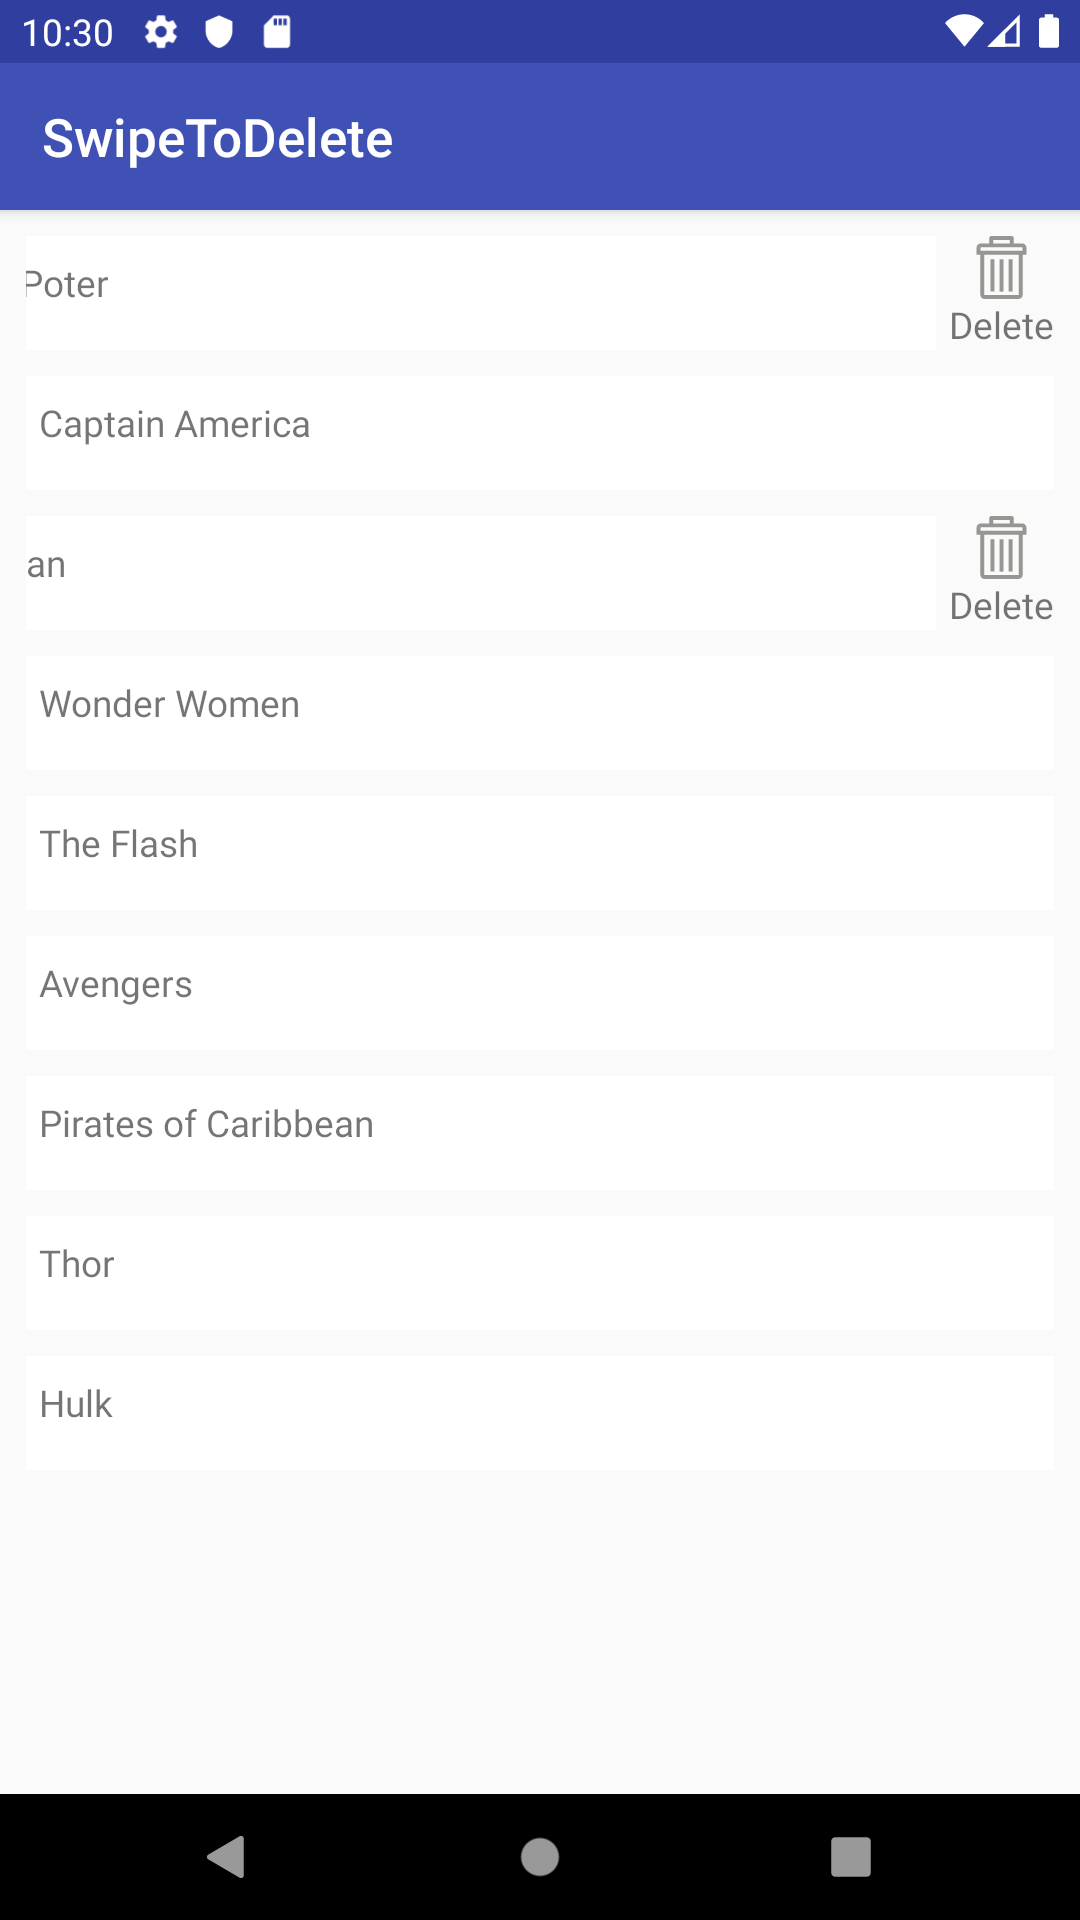 10:30
SwipeToDelete
Poter
Delete
Captain America
an
Delete
Wonder Women
The Flash
Avengers
Pirates of Caribbean
Thor
Hulk